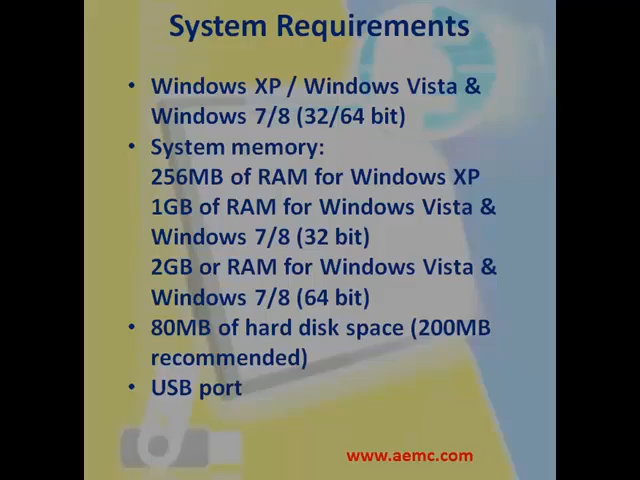 System Requirements
• Windows XP / Windows Vista &
Windows 7/8 (32/64 bit)
• System memory:
256MB of RAM for Windows XP
1GB of RAM for Windows Vista &
Windows 7/8 (32 bit)
2GB or RAM for Windows Vista &
Windows 7/8 (64 bit)
• 80MB of hard disk space (200MB
recommended)
• USB port
www.aemc.com